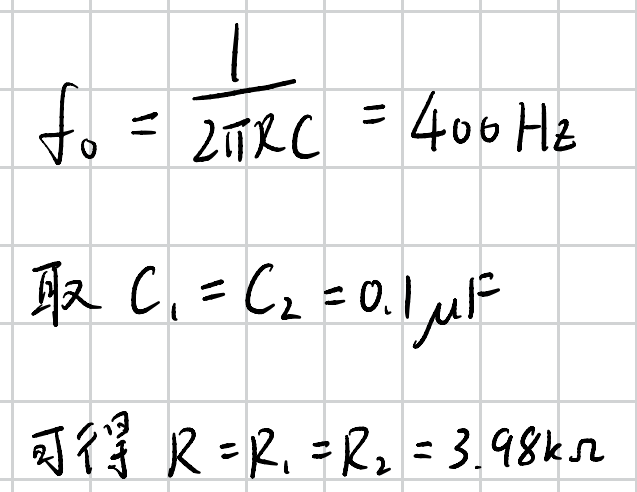 f₀ = 1/(2πRC) = 400 Hz
取 C₁ = C₂ = 0.1μF
可得 R = R₁ = R₂ = 3.98kΩ